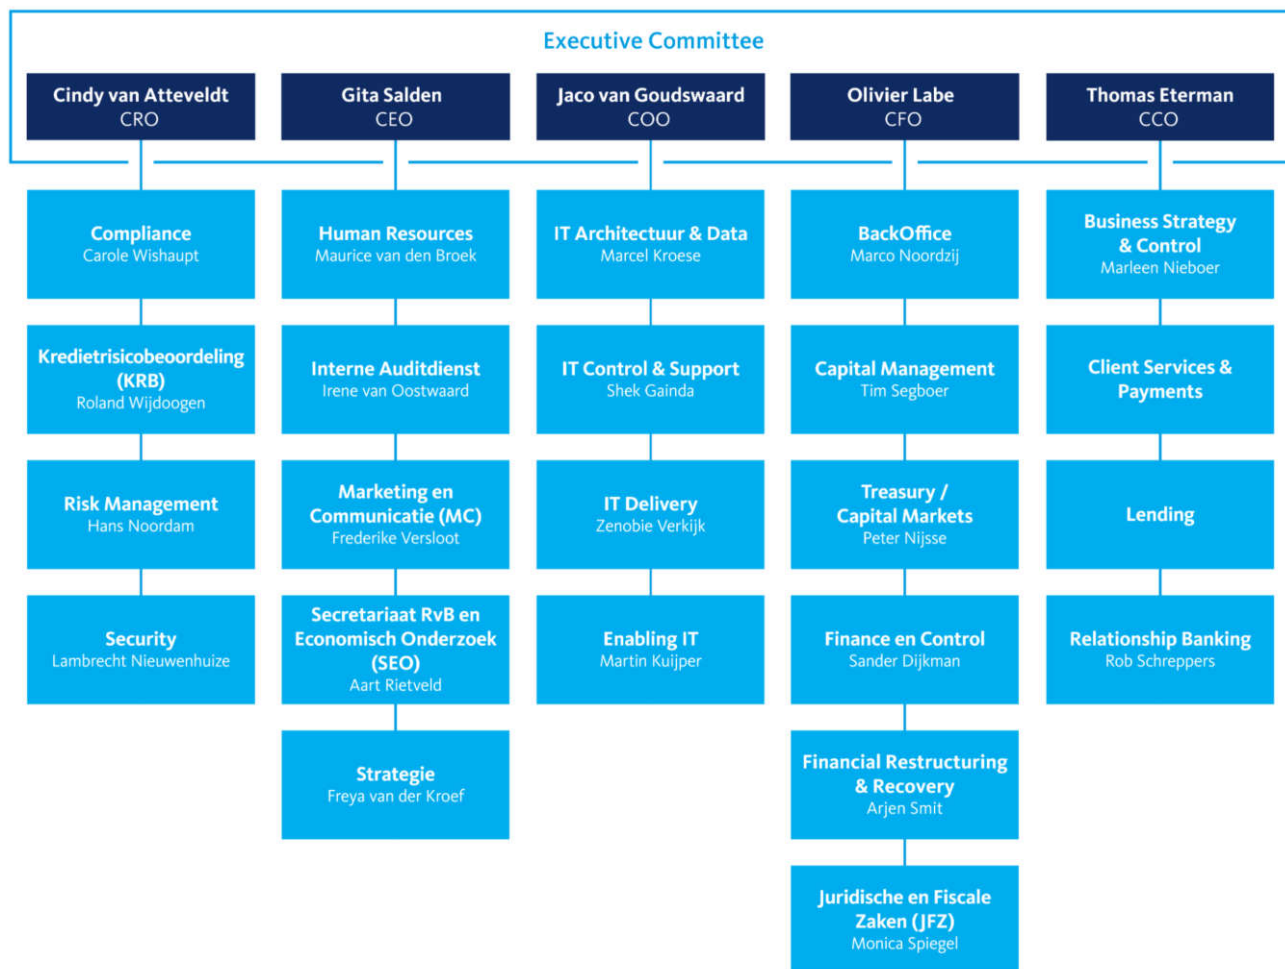 Executive Committee
Cindy van Atteveldt
CRO
Gita Salden
CEO
Jaco van Goudswaard
COO
Olivier Labe
CFO
Thomas Eterman
CCO
Compliance
Carole Wishaupt
Kredietrisicobeoordeling
(KRB)
Roland Wijdoogen
Risk Management
Hans Noordam
Security
Lambrecht Nieuwenhuize
Human Resources
Maurice van den Broek
Interne Auditdienst
Irene van Oostwaard
Marketing en
Communicatie (MC)
Frederike Versloot
Secretariaat RvB en
Economisch Onderzoek
(SEO)
Aart Rietveld
Strategie
Freya van der Kroef
IT Architectuur & Data
Marcel Kroese
IT Control & Support
Shek Gainda
IT Delivery
Zenobie Verkijk
Enabling IT
Martin Kuijper
BackOffice
Marco Noordzij
Capital Management
Tim Segboer
Treasury /
Capital Markets
Peter Nijsse
Finance en Control
Sander Dijkman
Financial Restructuring
& Recovery
Arjen Smit
Juridische en Fiscale
Zaken (JFZ)
Monica Spiegel
Business Strategy
& Control
Marleen Nieboer
Client Services &
Payments
Lending
Relationship Banking
Rob Schreppers